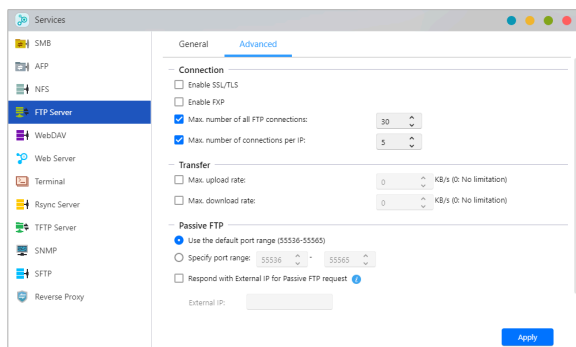 Services
SMB
AFP
NFS
FTP Server
WebDAV
Web Server
Terminal
Rsync Server
TFTP Server
SNMP
SFTP
Reverse Proxy
General Advanced
Connection
Enable SSL/TLS
Enable FXP
Max. number of all FTP connections: 30
Max. number of connections per IP: 5
Transfer
Max. upload rate: 0 KB/s (0: No limitation)
Max. download rate: 0 KB/s (0: No limitation)
Passive FTP
Use the default port range (55536-55565)
Specify port range: 55536 - 55565
Respond with External IP for Passive FTP request i
External IP:
Apply